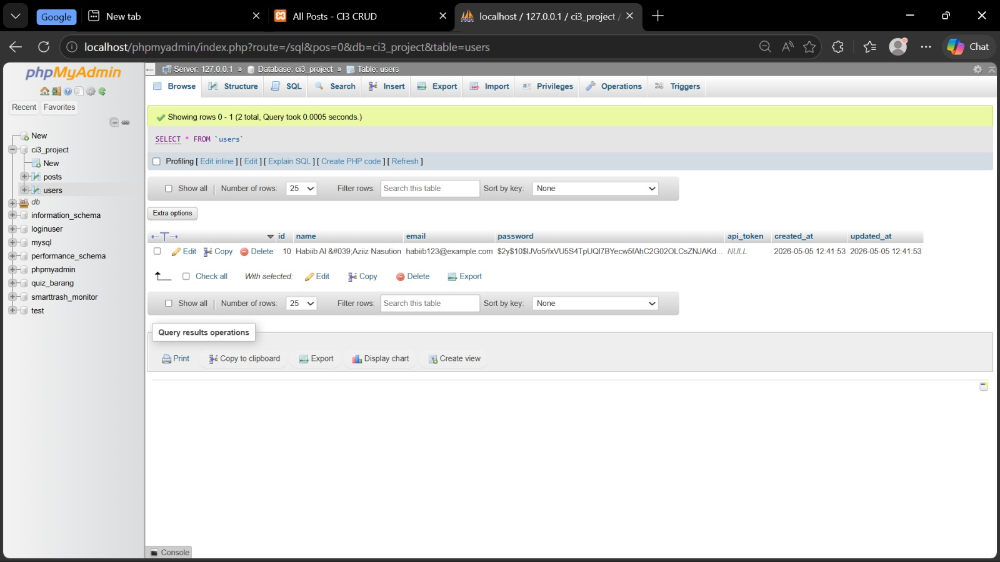 Google
New tab
All Posts - CI3 CRUD
localhost / 127.0.0.1 / ci3_project /
localhost/phpmyadmin/index.php?route=/sql&pos=0&db=ci3_project&table=users
Chat
phpMyAdmin
Recent
Favorites
New
ci3_project
New
posts
users
db
information_schema
loginuser
mysql
performance_schema
phpmyadmin
quiz_barang
smarttrash_monitor
test
Server: 127.0.0.1 » Database: ci3_project » Table: users
Browse Structure SQL Search Insert Export Import Privileges Operations Triggers
Showing rows 0 - 1 (2 total, Query took 0.0005 seconds.)
SELECT * FROM `users`
Profiling [ Edit inline ] [ Edit ] [ Explain SQL ] [ Create PHP code ] [ Refresh ]
Show all Number of rows: 25 Filter rows: Search this table Sort by key: None
Extra options
id name email password api_token created_at updated_at
Edit Copy Delete 10 Habiib Al &#039;Aziiz Nasution habiib123@example.com $2y$10$IJVo5/fxVU5S4TpUQI7BYecw5fAhC2G02OLCsZNJAKd... NULL 2026-05-05 12:41:53 2026-05-05 12:41:53
Check all With selected: Edit Copy Delete Export
Show all Number of rows: 25 Filter rows: Search this table Sort by key: None
Query results operations
Print Copy to clipboard Export Display chart Create view
Console